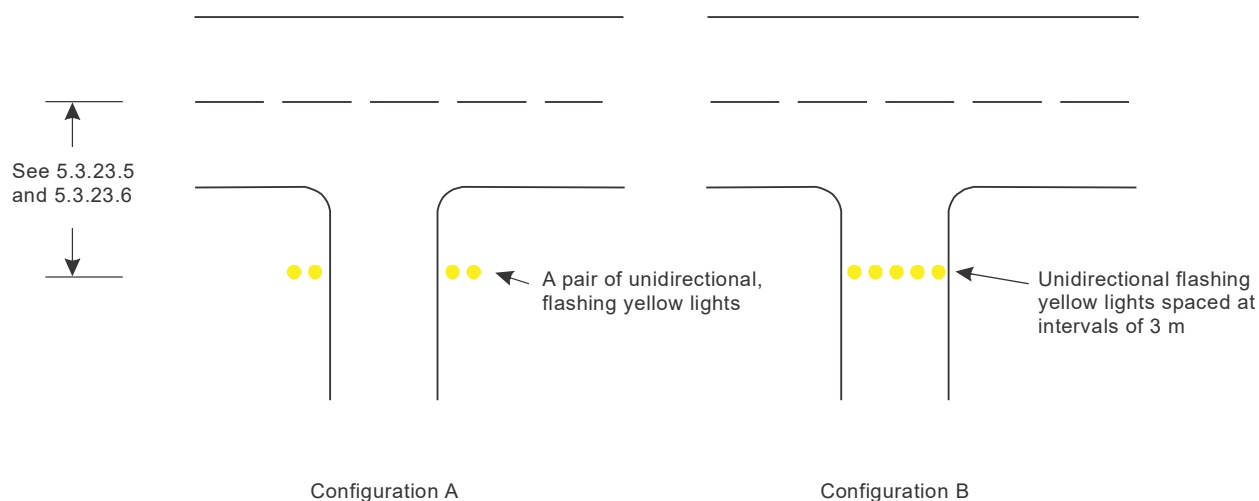 See 5.3.23.5
and 5.3.23.6
A pair of unidirectional,
flashing yellow lights
Unidirectional flashing
yellow lights spaced at
intervals of 3 m
Configuration A
Configuration B